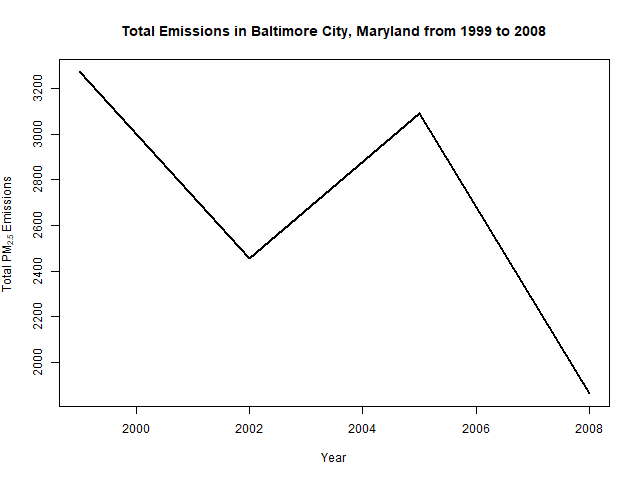 Total Emissions in Baltimore City, Maryland from 1999 to 2008
Total PM2.5 Emissions
3200
3000
2800
2600
2400
2200
2000
2000 2002 2004 2006 2008
Year